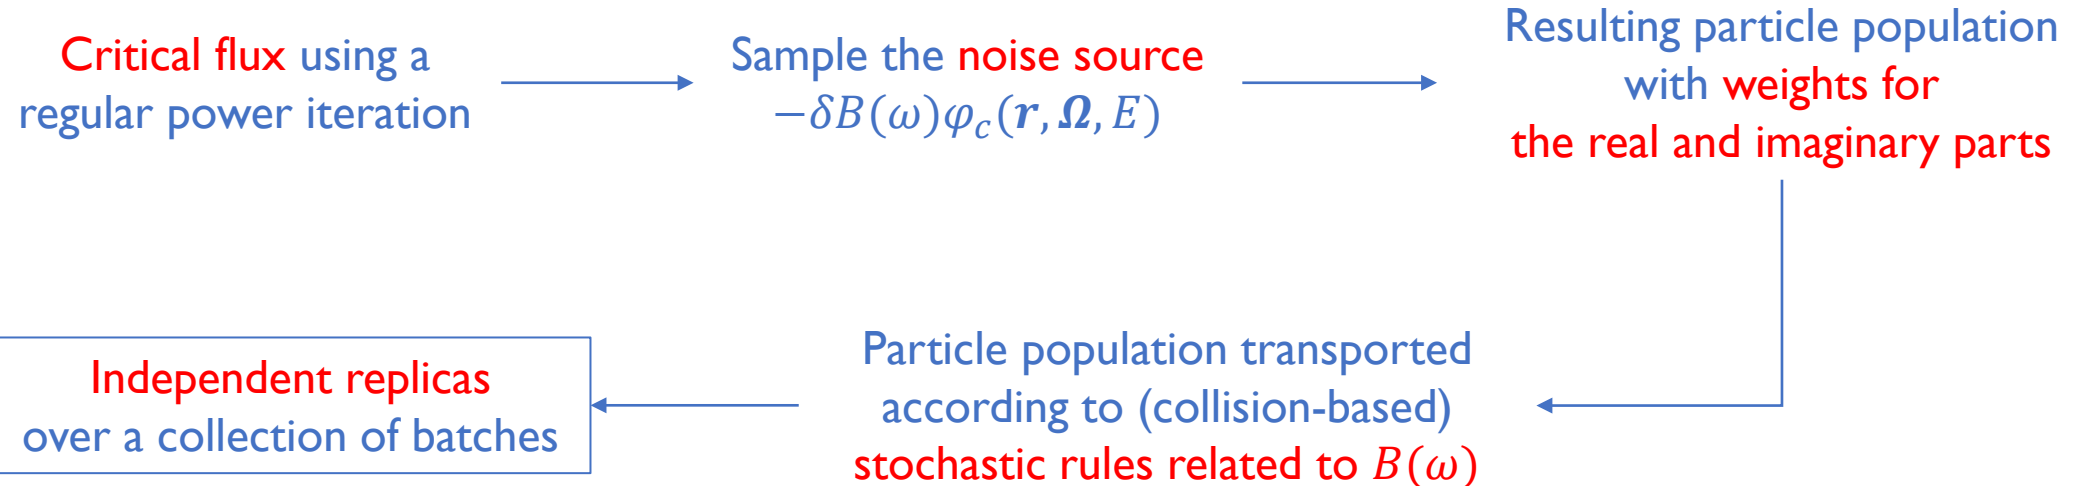 Critical flux using a
regular power iteration
Sample the noise source
−δB(ω)φ_c(r, Ω, E)
Resulting particle population
with weights for
the real and imaginary parts
Particle population transported
according to (collision-based)
stochastic rules related to B(ω)
Independent replicas
over a collection of batches